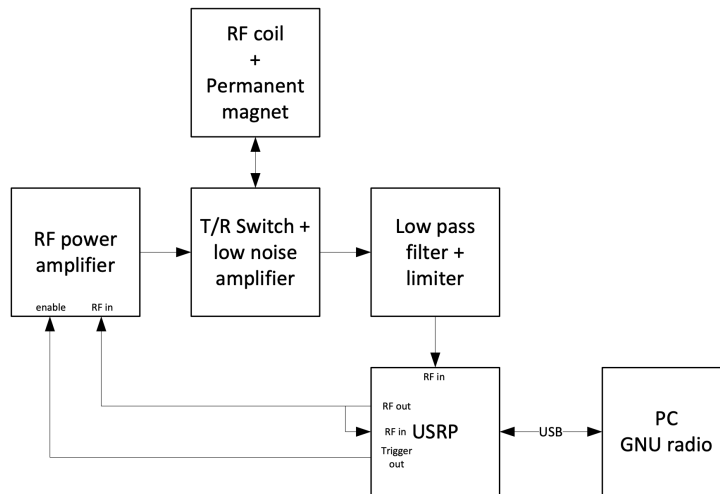 RF coil
+
Permanent
magnet
RF power
amplifier
enable
RF in
T/R Switch +
low noise
amplifier
Low pass
filter +
limiter
RF in
RF out
RF in
USRP
Trigger
out
USB
PC
GNU radio